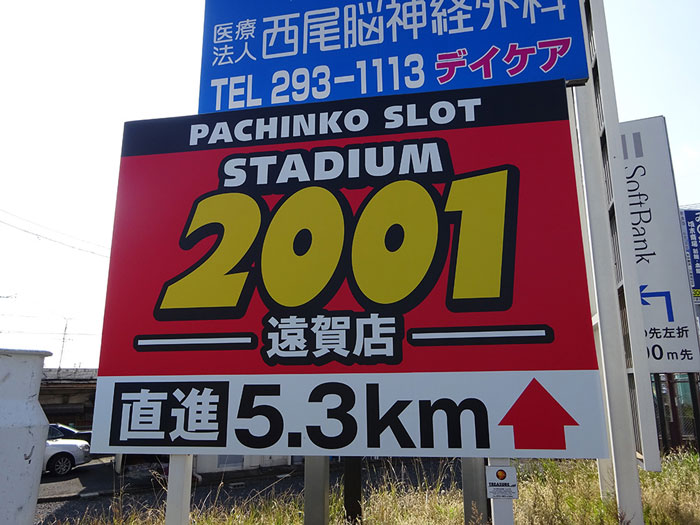 医療法人 西尾脳神経外科
TEL 293-1113 デイケア
PACHINKO SLOT
STADIUM
2001
遠賀店
直進 5.3km
SoftBank
先左折
00m先